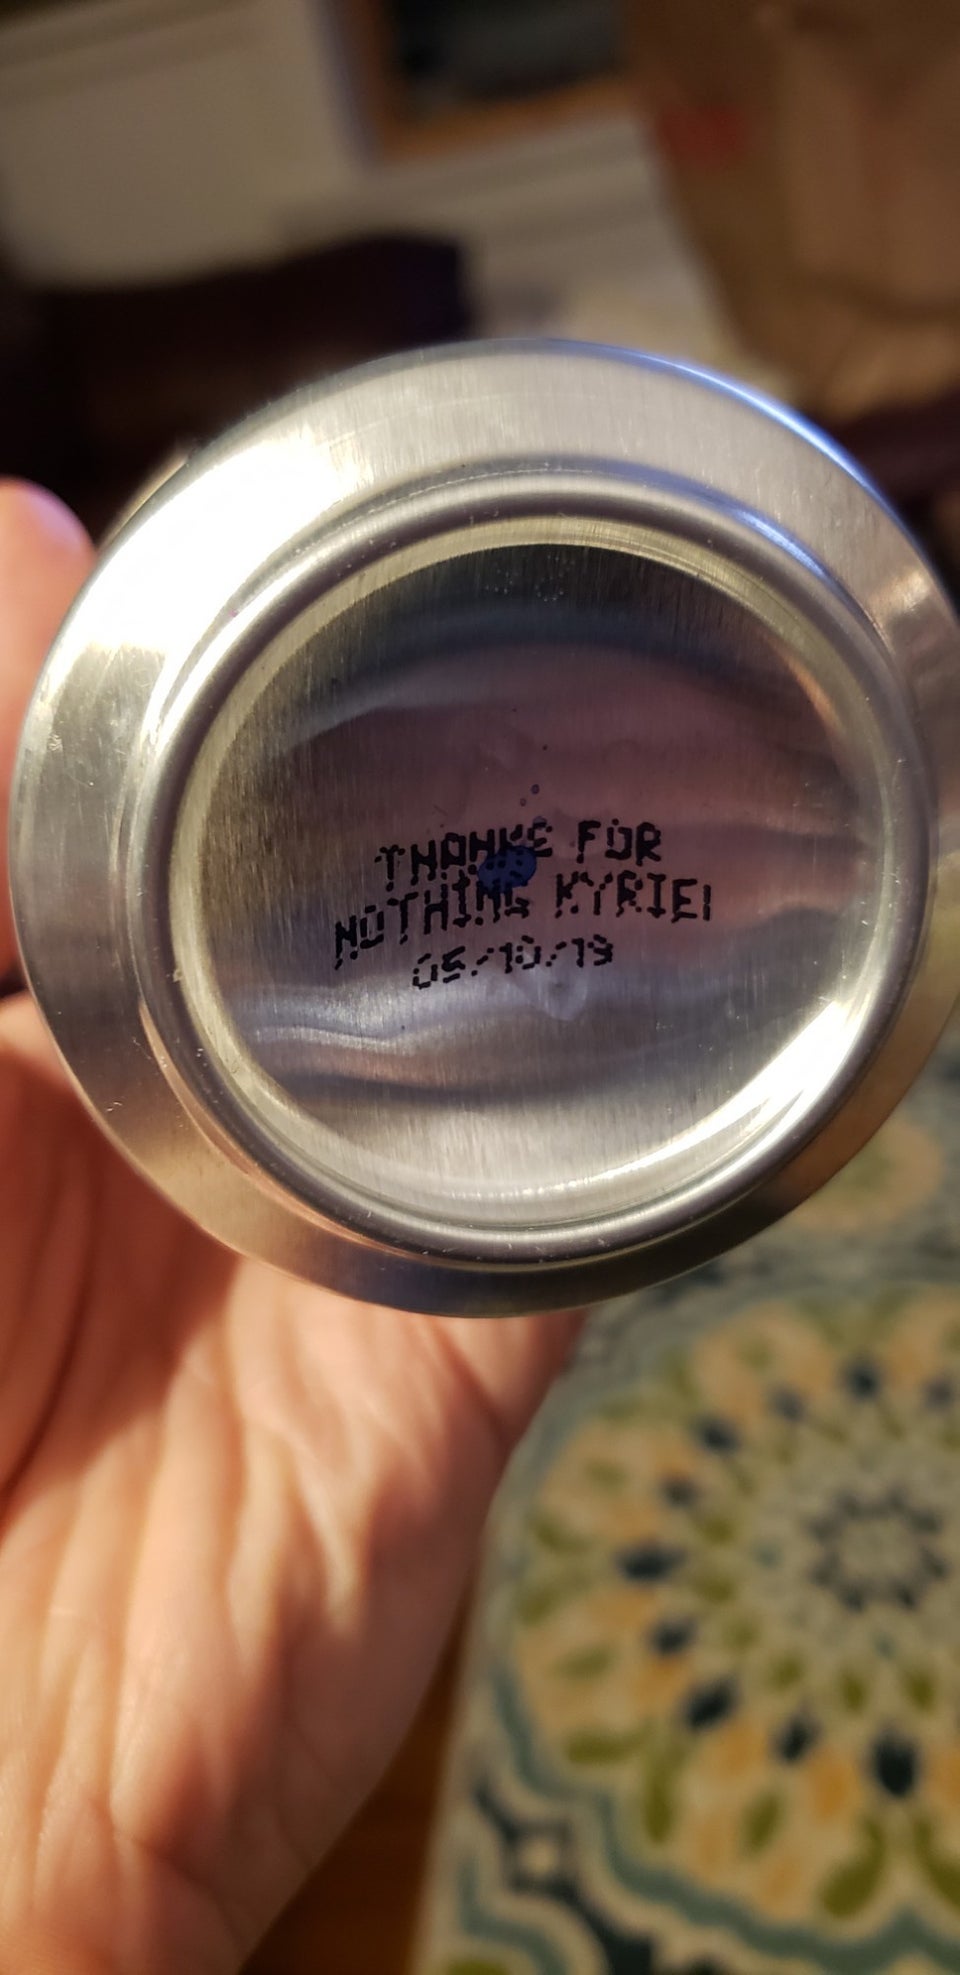 THANKS FOR
NOTHING KYRIE!
05/10/19